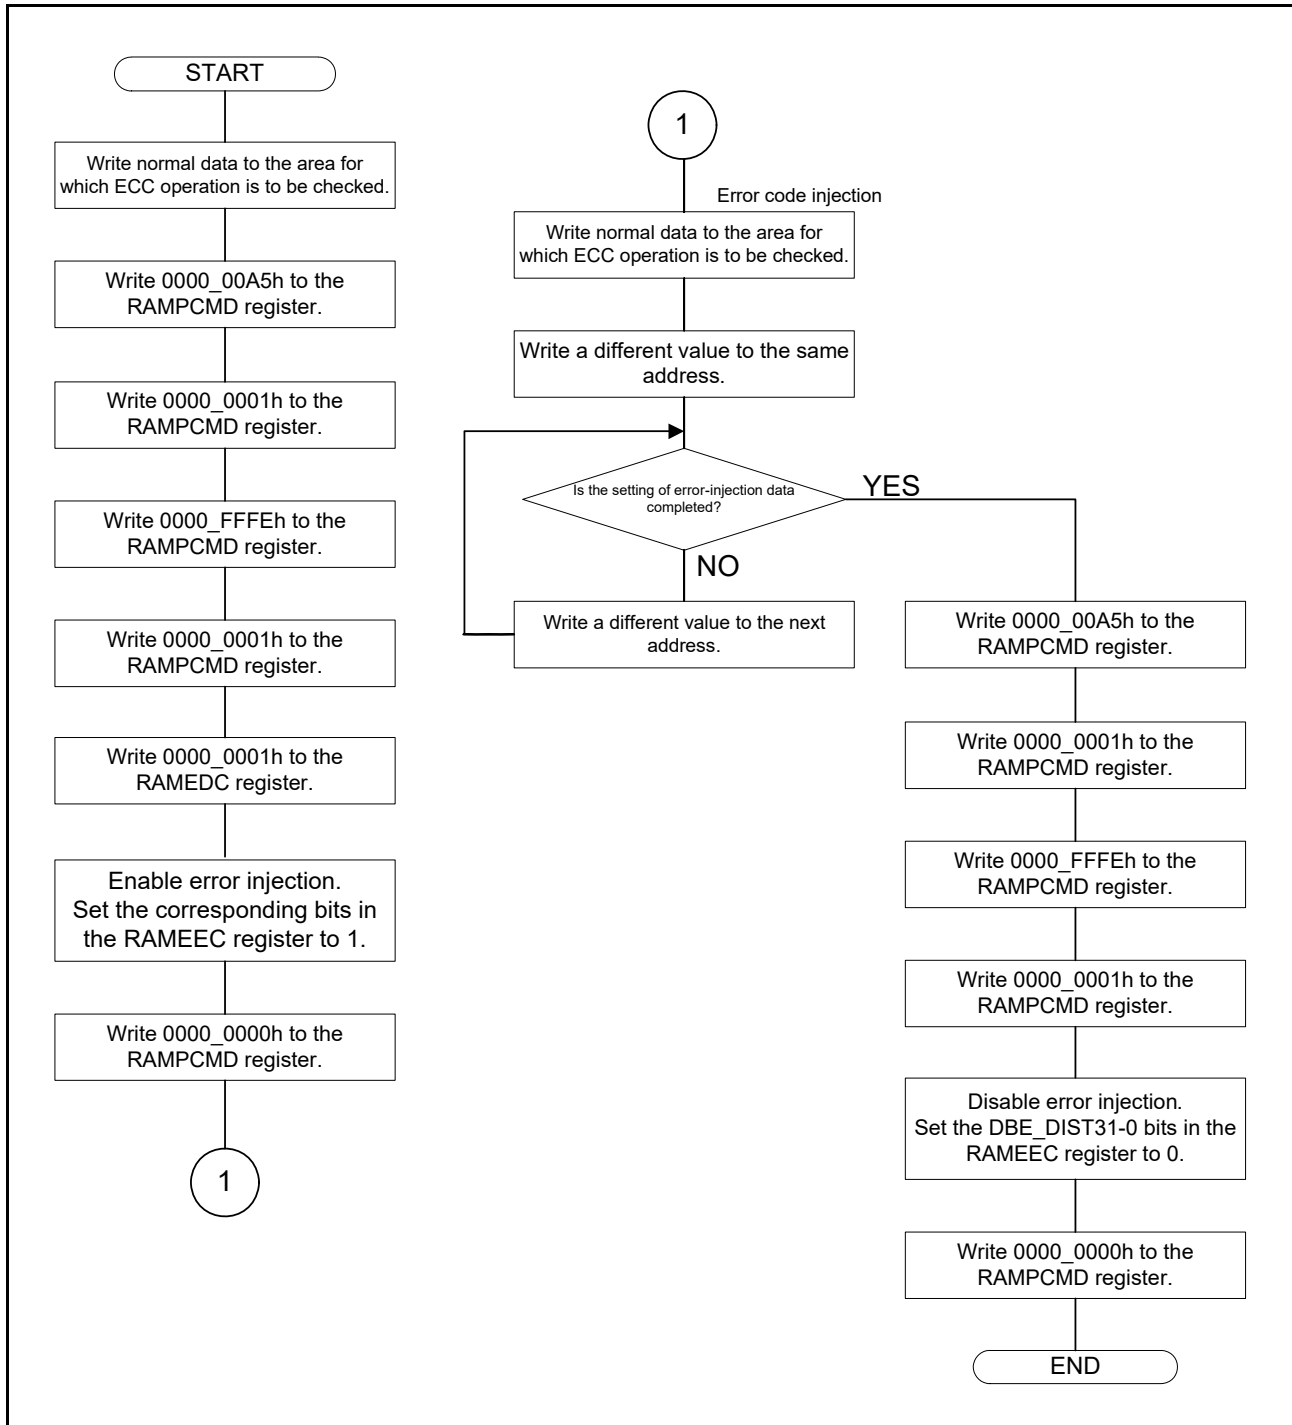 START
Write normal data to the area for
which ECC operation is to be checked.
Write 0000_00A5h to the
RAMPCMD register.
Write 0000_0001h to the
RAMPCMD register.
Write 0000_FFFEh to the
RAMPCMD register.
Write 0000_0001h to the
RAMPCMD register.
Write 0000_0001h to the
RAMEDC register.
Enable error injection.
Set the corresponding bits in
the RAMEEC register to 1.
Write 0000_0000h to the
RAMPCMD register.
1
1
Error code injection
Write normal data to the area for
which ECC operation is to be checked.
Write a different value to the same
address.
Is the setting of error-injection data
completed?
YES
NO
Write a different value to the next
address.
Write 0000_00A5h to the
RAMPCMD register.
Write 0000_0001h to the
RAMPCMD register.
Write 0000_FFFEh to the
RAMPCMD register.
Write 0000_0001h to the
RAMPCMD register.
Disable error injection.
Set the DBE_DIST31-0 bits in the
RAMEEC register to 0.
Write 0000_0000h to the
RAMPCMD register.
END